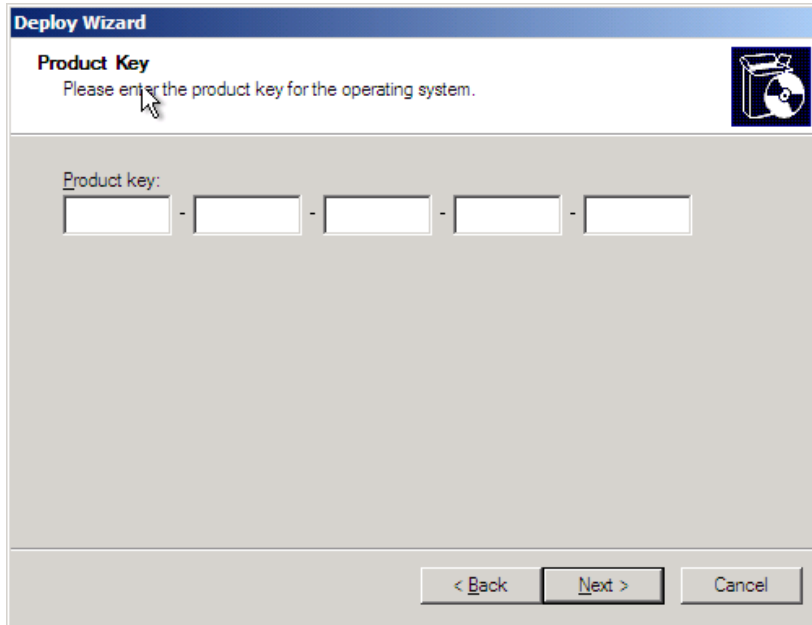 Deploy Wizard
Product Key
Please enter the product key for the operating system.
Product key:
- - - -
< Back Next > Cancel